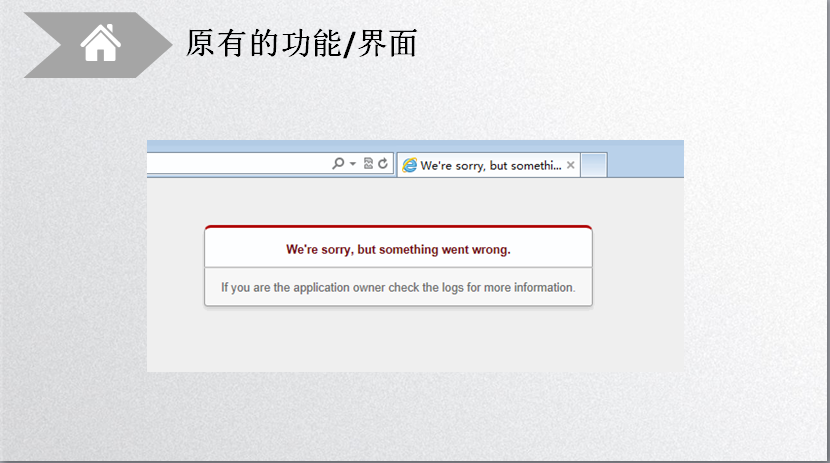 原有的功能/界面
We're sorry, but somethi...
We're sorry, but something went wrong.
If you are the application owner check the logs for more information.